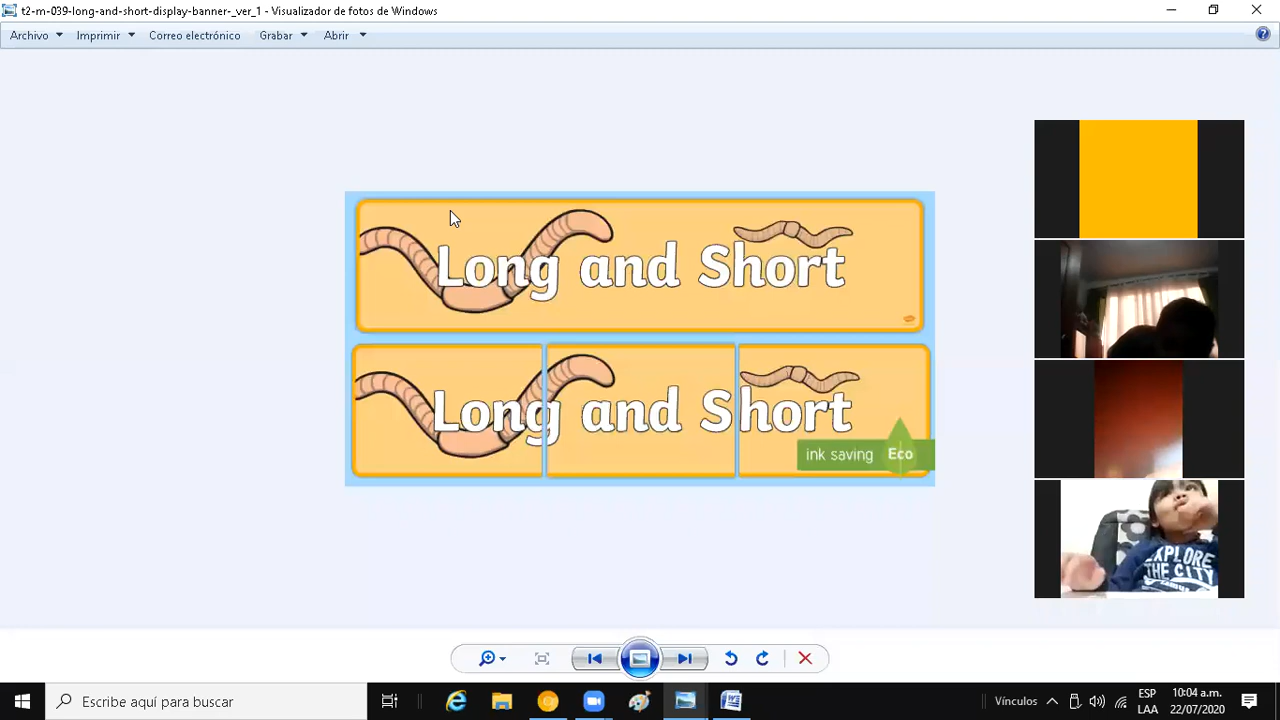 t2-m-039-long-and-short-display-banner-_ver_1 - Visualizador de fotos de Windows
Archivo Imprimir Correo electrónico Grabar Abrir
Long and Short
Long and Short
ink saving Eco
EXPLORE
THE CITY
Escribe aquí para buscar
Vínculos
ESP
LAA
10:04 a.m.
22/07/2020